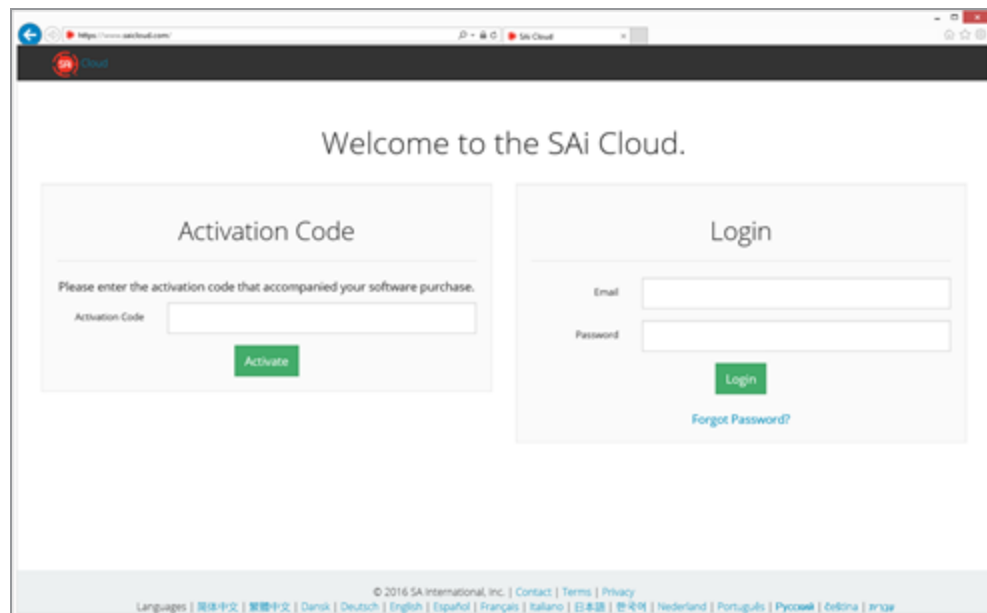 https://www.saicloud.com/
SAi Cloud
SAi Cloud
Welcome to the SAi Cloud.
Activation Code
Please enter the activation code that accompanied your software purchase.
Activation Code
Activate
Login
Email
Password
Login
Forgot Password?
© 2016 SA International, Inc. | Contact | Terms | Privacy
Languages | 简体中文 | 繁體中文 | Dansk | Deutsch | English | Español | Français | Italiano | 日本語 | 한국어 | Nederland | Português | Русский | čeština | עברית